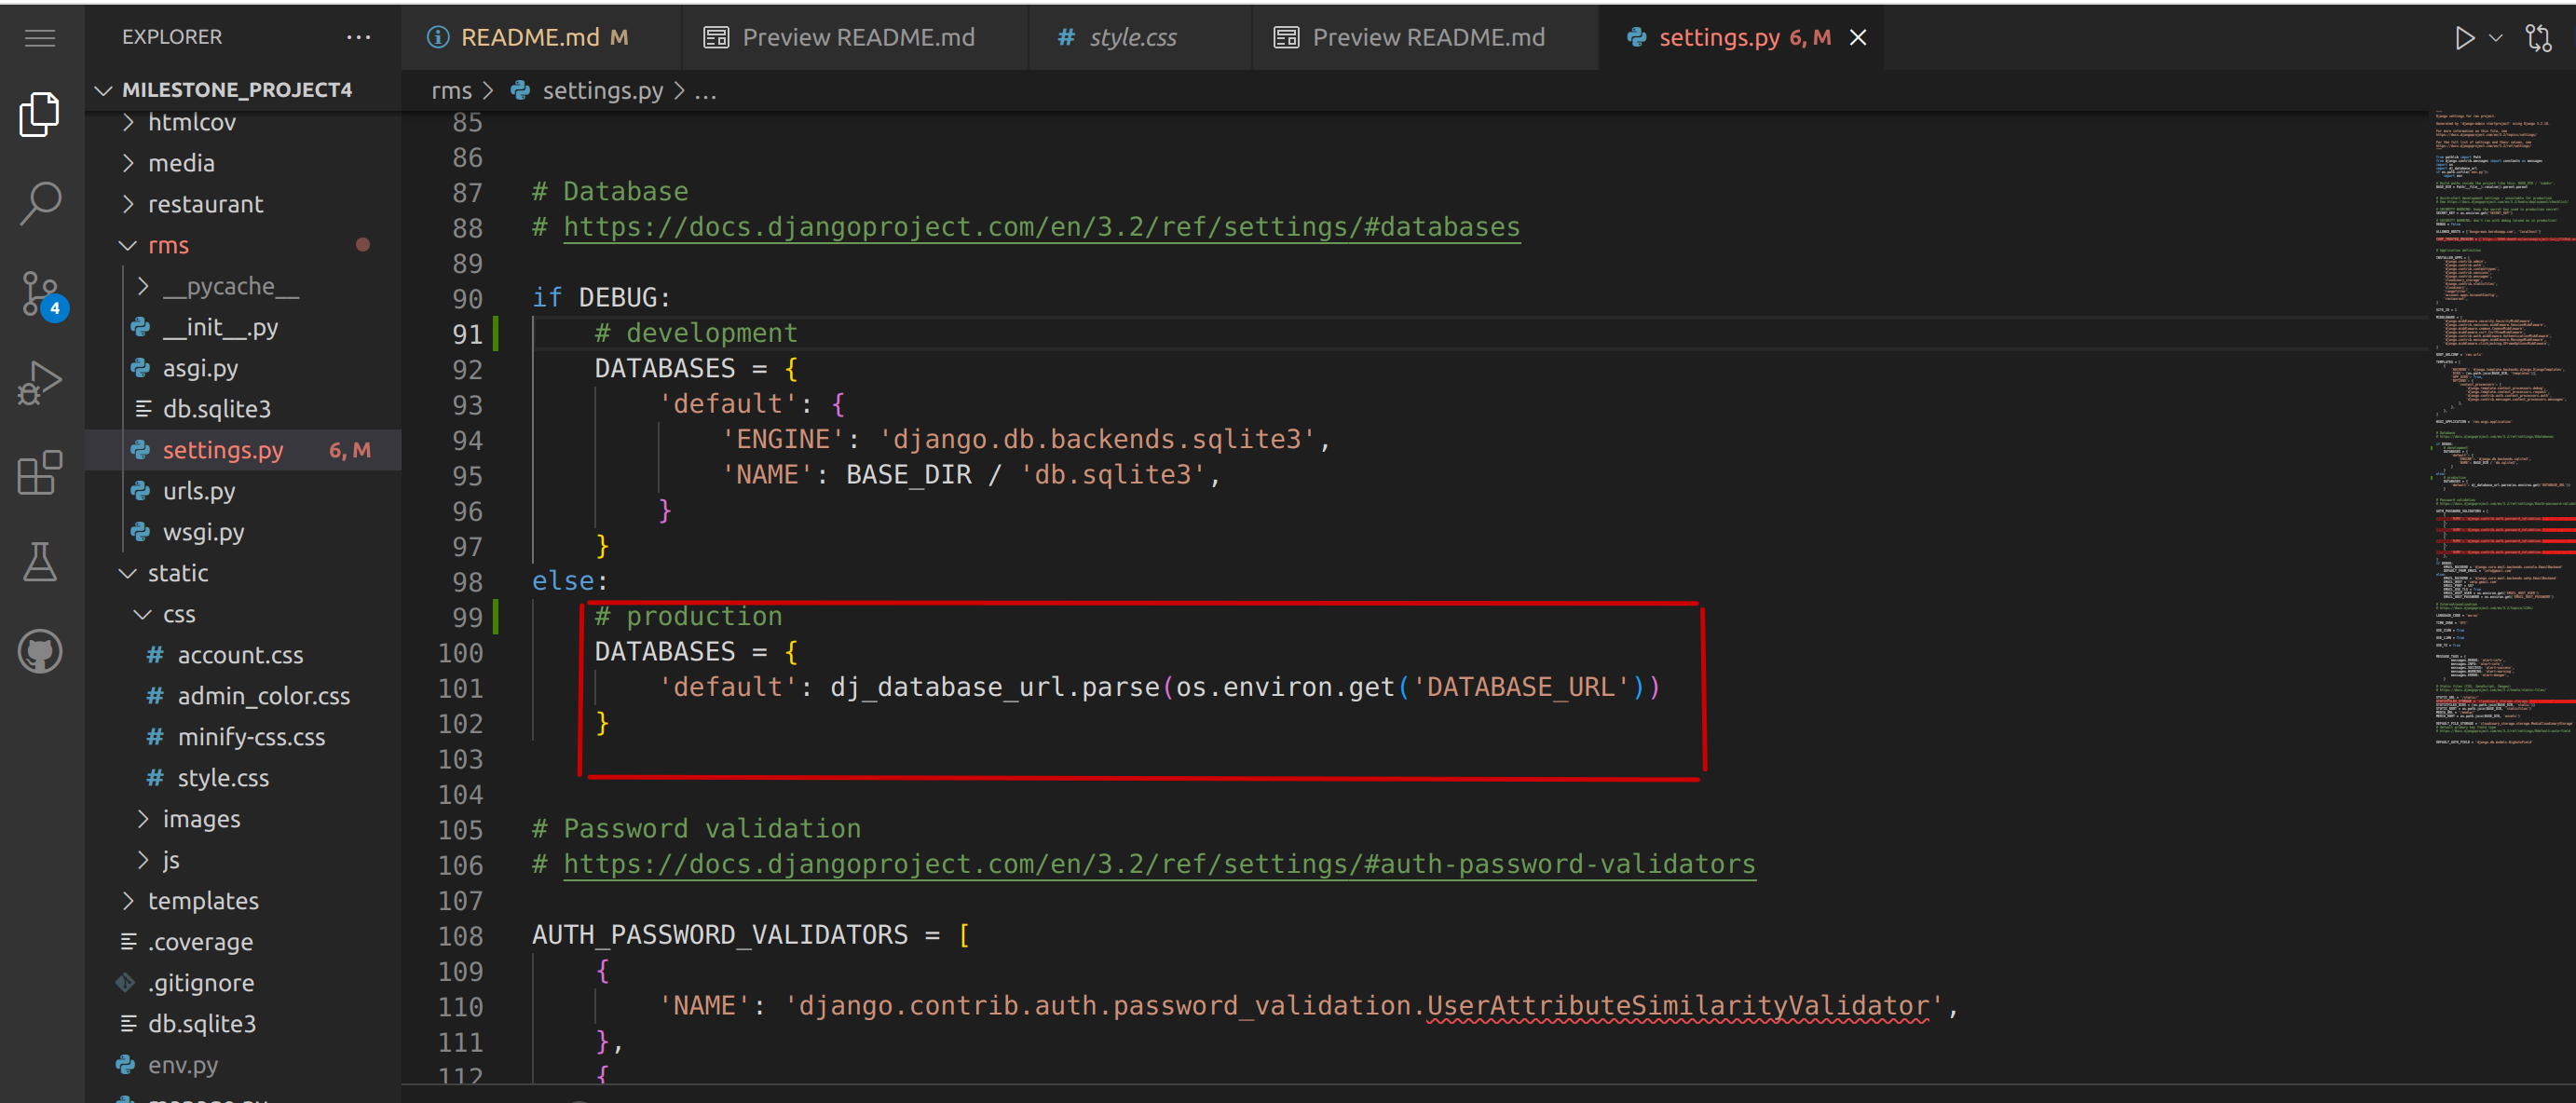 EXPLORER ...
README.md M
Preview README.md
# style.css
Preview README.md
settings.py 6, M
MILESTONE_PROJECT4
rms > settings.py > ...
htmlcov
media
restaurant
rms
__pycache__
__init__.py
asgi.py
db.sqlite3
settings.py 6, M
urls.py
wsgi.py
static
css
# account.css
# admin_color.css
# minify-css.css
# style.css
images
js
templates
.coverage
.gitignore
db.sqlite3
env.py
4
85
86
87 # Database
88 # https://docs.djangoproject.com/en/3.2/ref/settings/#databases
89
90 if DEBUG:
91 # development
92 DATABASES = {
93 'default': {
94 'ENGINE': 'django.db.backends.sqlite3',
95 'NAME': BASE_DIR / 'db.sqlite3',
96 }
97 }
98 else:
99 # production
100 DATABASES = {
101 'default': dj_database_url.parse(os.environ.get('DATABASE_URL'))
102 }
103
104
105 # Password validation
106 # https://docs.djangoproject.com/en/3.2/ref/settings/#auth-password-validators
107
108 AUTH_PASSWORD_VALIDATORS = [
109 {
110 'NAME': 'django.contrib.auth.password_validation.UserAttributeSimilarityValidator',
111 },
112 {